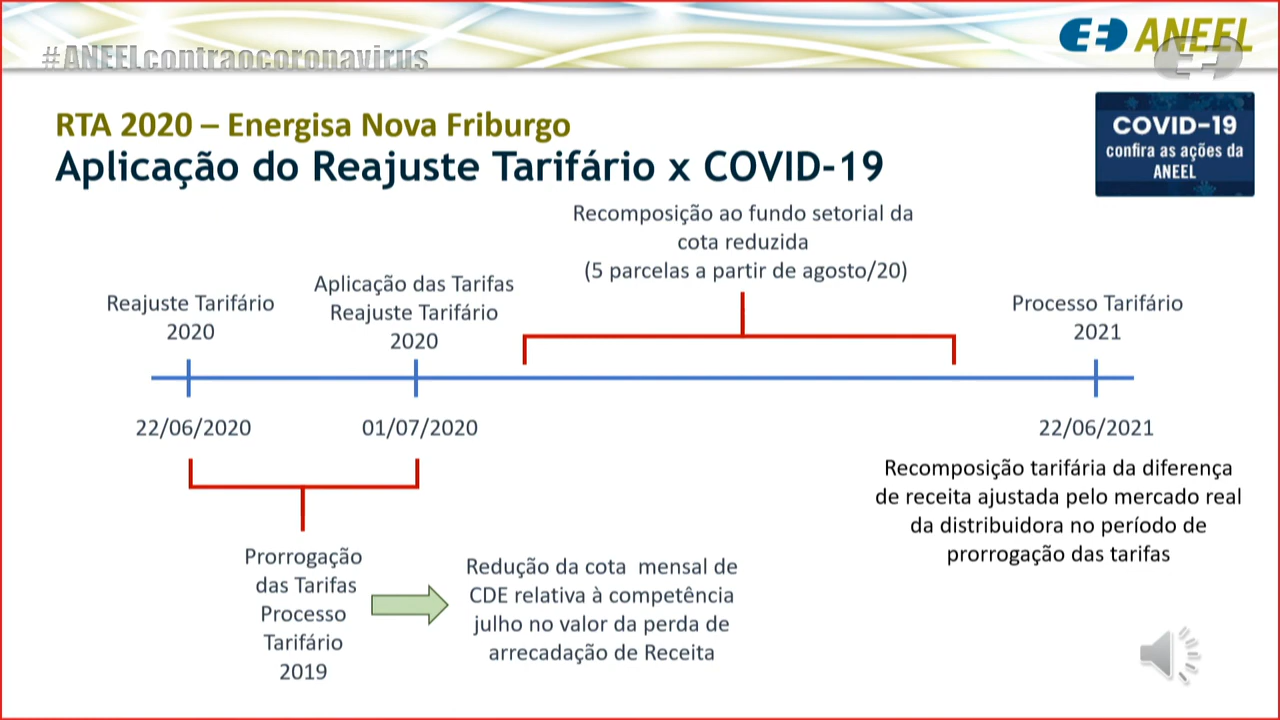 #ANEELcontraocoronavirus
ANEEL
RTA 2020 – Energisa Nova Friburgo
Aplicação do Reajuste Tarifário x COVID-19
COVID-19
confira as ações da
ANEEL
Recomposição ao fundo setorial da
cota reduzida
(5 parcelas a partir de agosto/20)
Reajuste Tarifário
2020
Aplicação das Tarifas
Reajuste Tarifário
2020
Processo Tarifário
2021
22/06/2020
01/07/2020
22/06/2021
Recomposição tarifária da diferença
de receita ajustada pelo mercado real
da distribuidora no período de
prorrogação das tarifas
Prorrogação
das Tarifas
Processo
Tarifário
2019
Redução da cota  mensal de
CDE relativa à competência
julho no valor da perda de
arrecadação de Receita